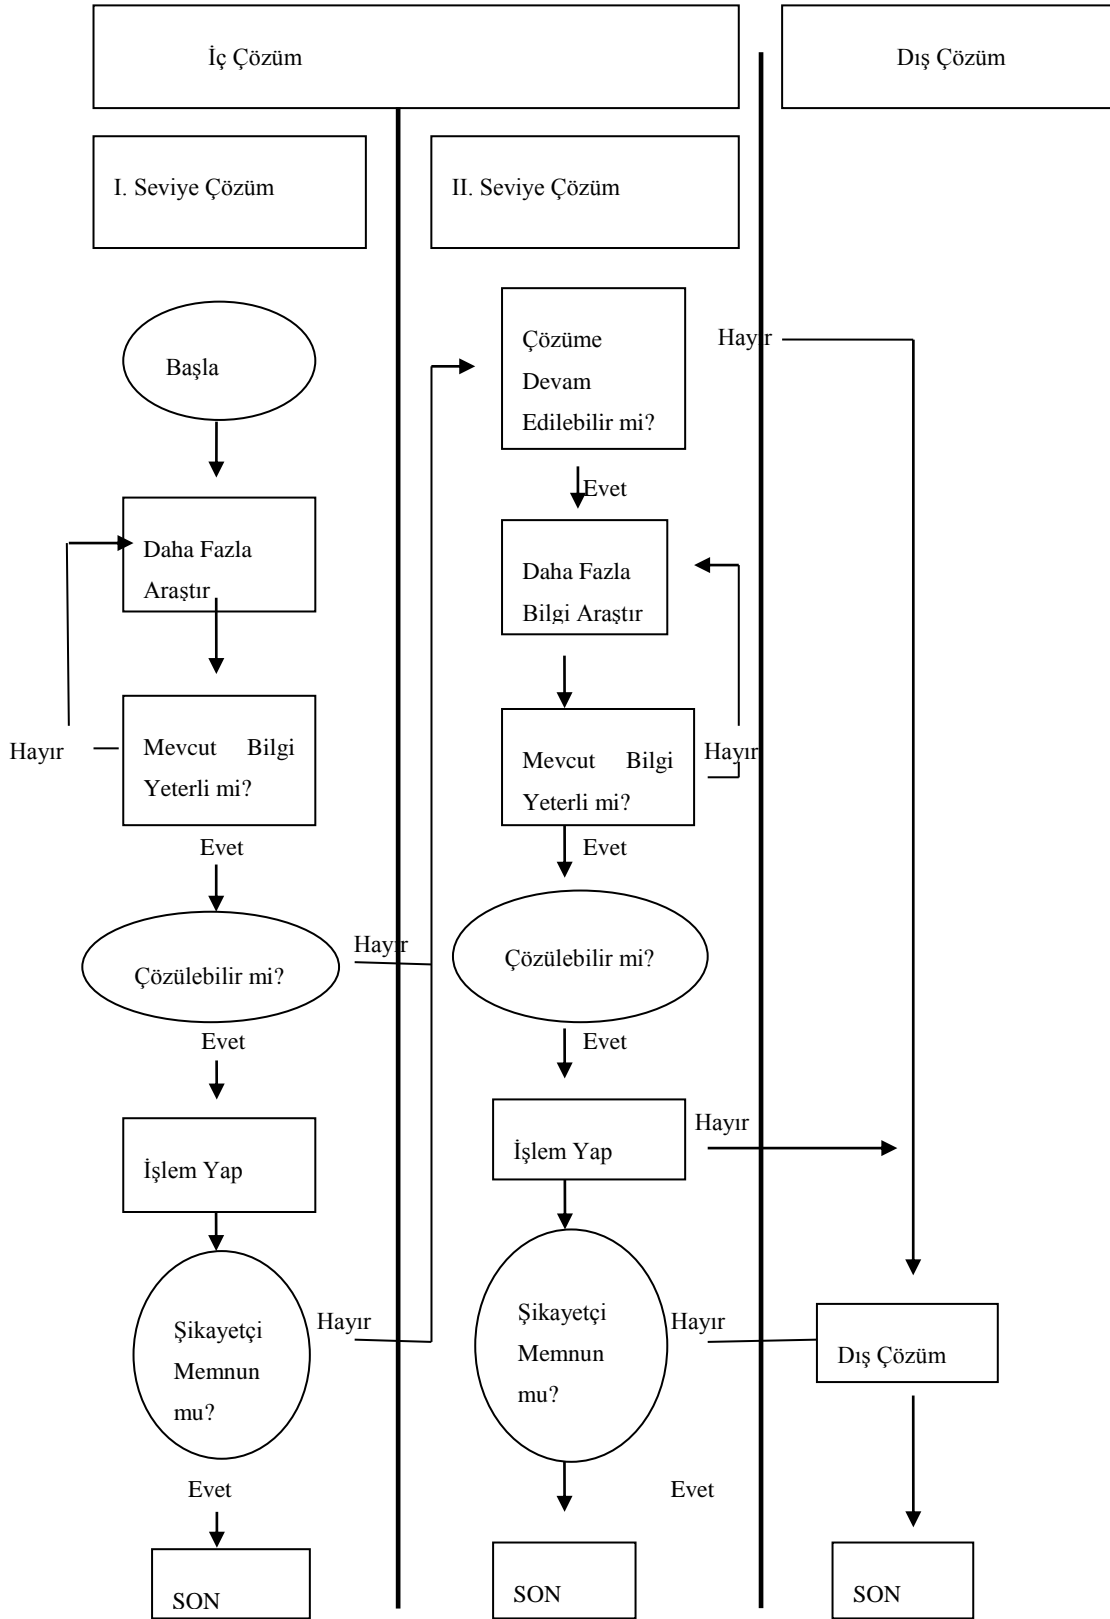 İç Çözüm
Dış Çözüm
I. Seviye Çözüm
II. Seviye Çözüm
Başla
Daha Fazla
Araştır
Hayır
Mevcut Bilgi
Yeterli mi?
Evet
Çözülebilir mi?
Hayır
Evet
İşlem Yap
Şikayetçi
Memnun
mu?
Hayır
Evet
SON
Çözüme
Devam
Edilebilir mi?
Hayır
Evet
Daha Fazla
Bilgi Araştır
Mevcut Bilgi
Yeterli mi?
Hayır
Evet
Çözülebilir mi?
Evet
İşlem Yap
Hayır
Şikayetçi
Memnun
mu?
Hayır
Evet
SON
Dış Çözüm
SON